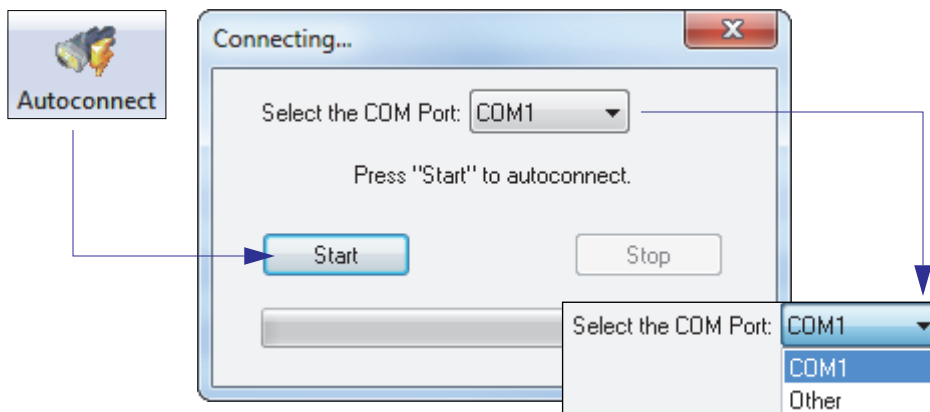 Autoconnect
Connecting...
Select the COM Port: COM1
Press "Start" to autoconnect.
Start
Stop
Select the COM Port: COM1
COM1
Other